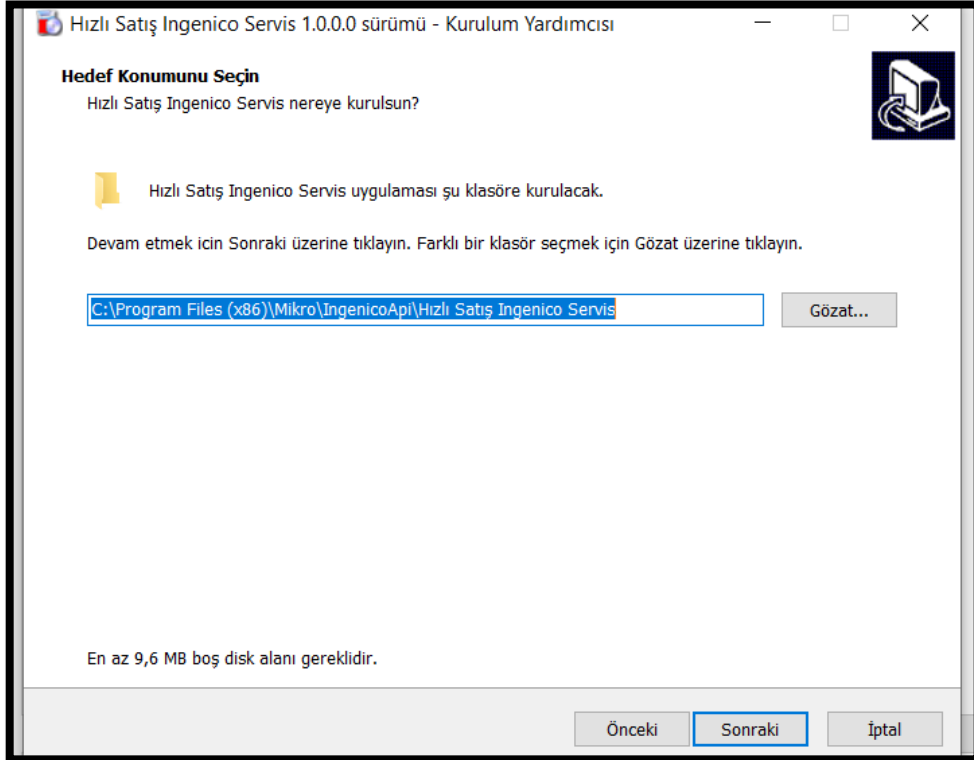 Hızlı Satış Ingenico Servis 1.0.0.0 sürümü - Kurulum Yardımcısı
Hedef Konumunu Seçin
Hızlı Satış Ingenico Servis nereye kurulsun?
Hızlı Satış Ingenico Servis uygulaması şu klasöre kurulacak.
Devam etmek icin Sonraki üzerine tıklayın. Farklı bir klasör seçmek için Gözat üzerine tıklayın.
C:\Program Files (x86)\Mikro\IngenicoApi\Hızlı Satış Ingenico Servis
Gözat...
En az 9,6 MB boş disk alanı gereklidir.
Önceki Sonraki İptal